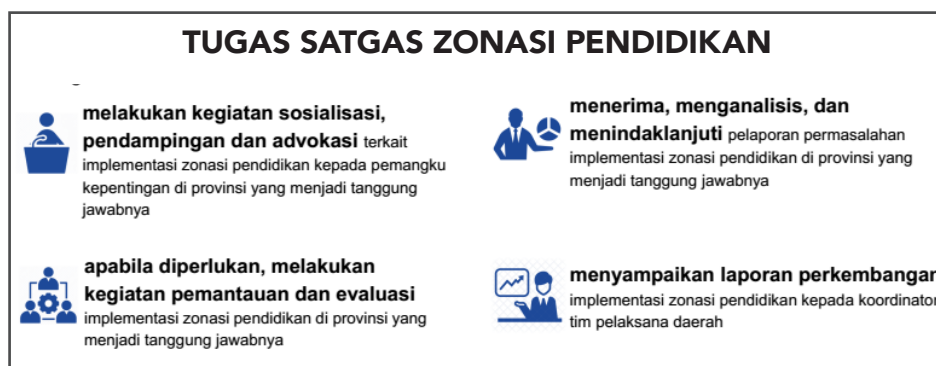 TUGAS SATGAS ZONASI PENDIDIKAN
melakukan kegiatan sosialisasi,
pendampingan dan advokasi terkait
implementasi zonasi pendidikan kepada pemangku
kepentingan di provinsi yang menjadi tanggung
jawabnya
menerima, menganalisis, dan
menindaklanjuti pelaporan permasalahan
implementasi zonasi pendidikan di provinsi yang
menjadi tanggung jawabnya
apabila diperlukan, melakukan
kegiatan pemantauan dan evaluasi
implementasi zonasi pendidikan di provinsi yang
menjadi tanggung jawabnya
menyampaikan laporan perkembangan
implementasi zonasi pendidikan kepada koordinator
tim pelaksana daerah